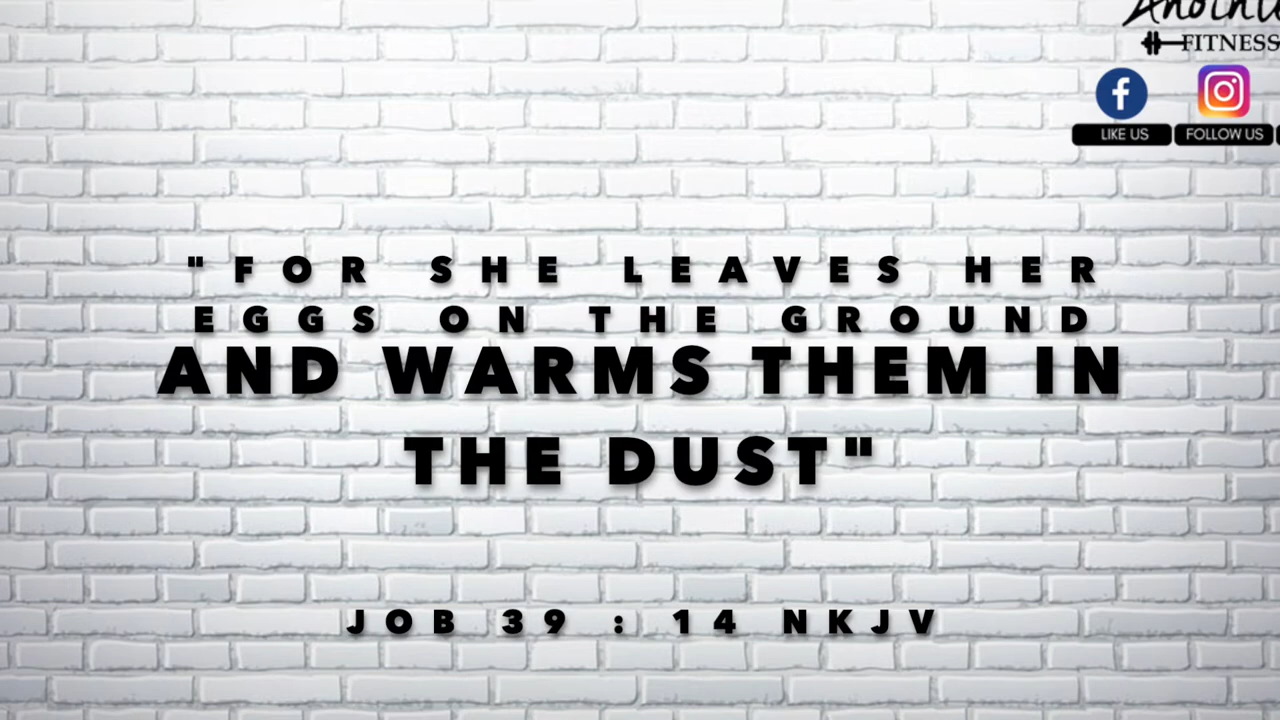 FITNESS
LIKE US FOLLOW US
"FOR SHE LEAVES HER
EGGS ON THE GROUND
AND WARMS THEM IN
THE DUST"
JOB 39 : 14 NKJV